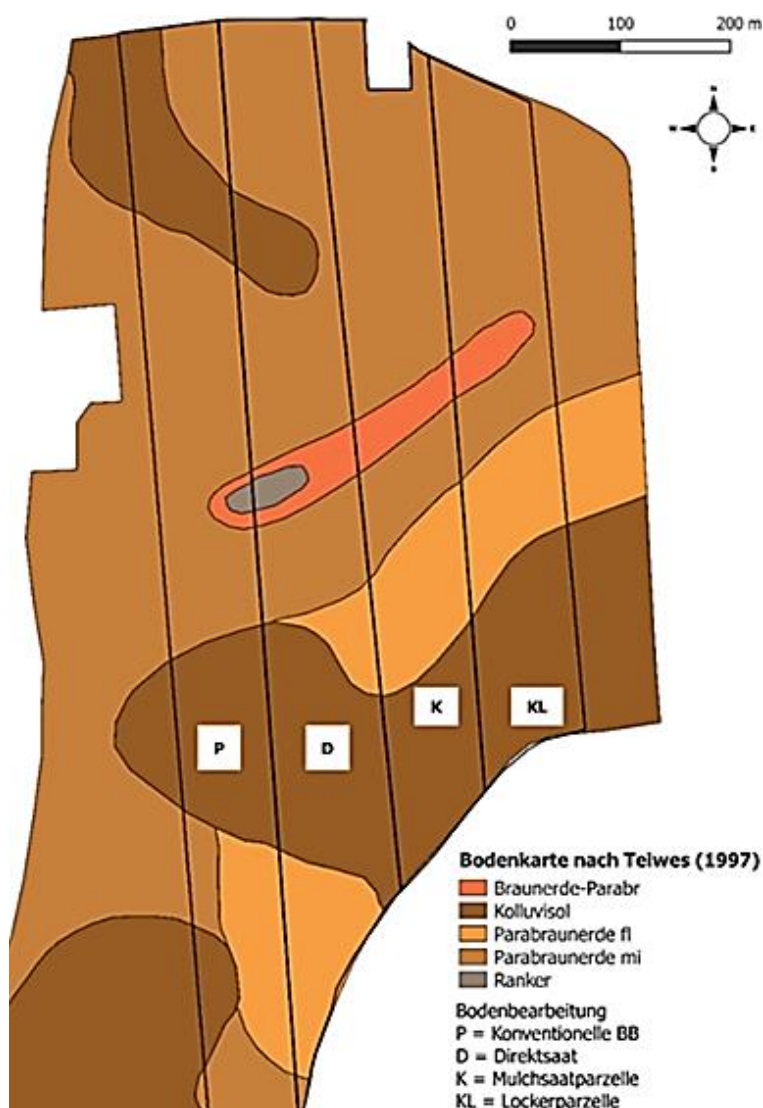 0 100 200 m
N
W E
S
K KL
P D
Bodenkarte nach Telwes (1997)
Braunerde-Parabr
Kolluvisol
Parabraunerde fl
Parabraunerde mi
Ranker
Bodenbearbeitung
P = Konventionelle BB
D = Direktsaat
K = Mulchsaatparzelle
KL = Lockerparzelle